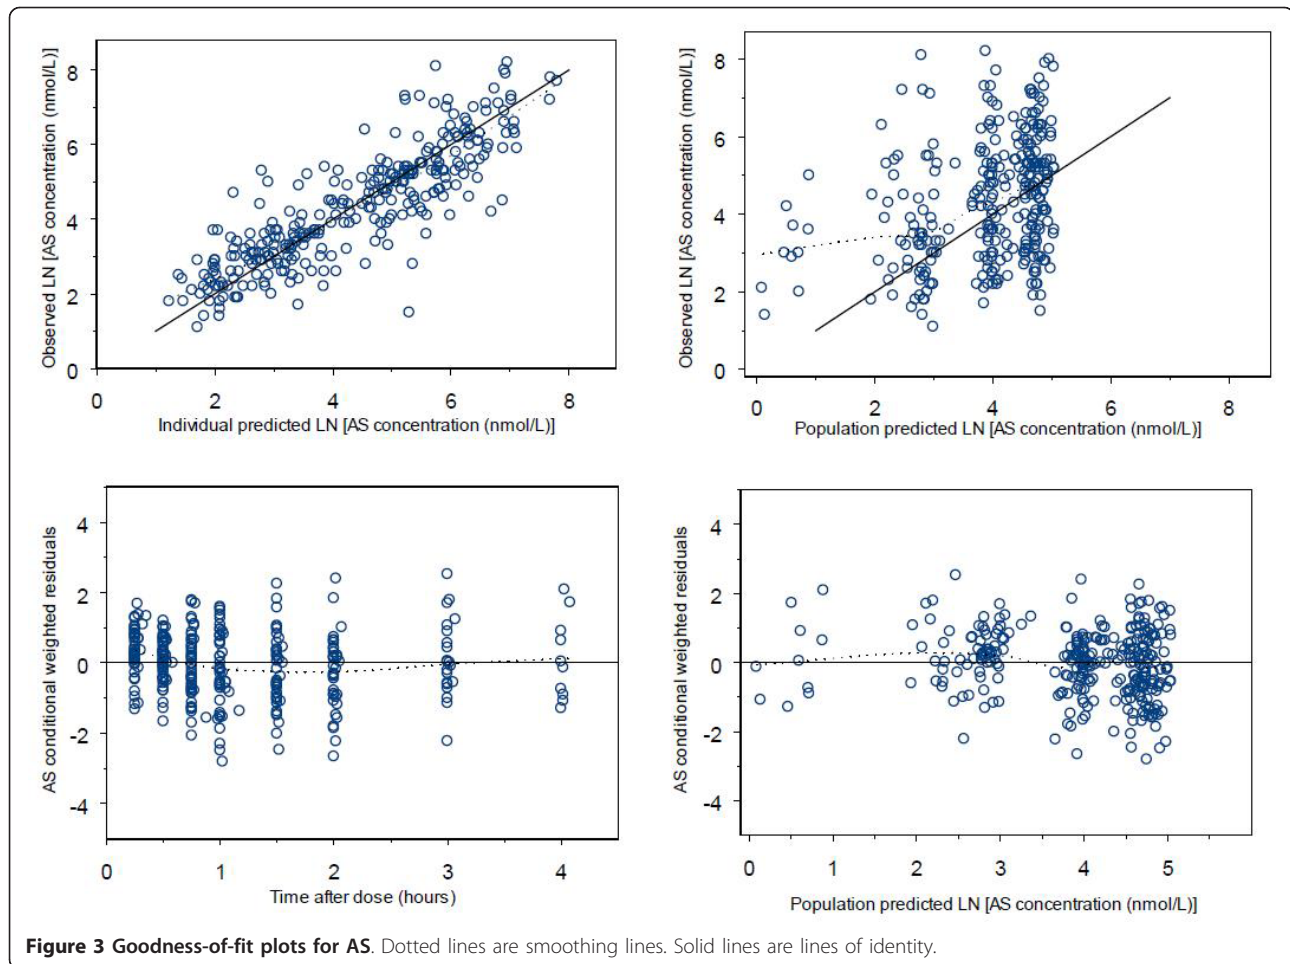 Observed LN [AS concentration (nmol/L)]
8
6
4
2
0
0 2 4 6 8
Individual predicted LN [AS concentration (nmol/L)]
Observed LN [AS concentration (nmol/L)]
8
6
4
2
0
0 2 4 6 8
Population predicted LN [AS concentration (nmol/L)]
AS conditional weighted residuals
4
2
0
-2
-4
0 1 2 3 4
Time after dose (hours)
AS conditional weighted residuals
4
2
0
-2
-4
0 1 2 3 4 5
Population predicted LN [AS concentration (nmol/L)]
Figure 3 Goodness-of-fit plots for AS. Dotted lines are smoothing lines. Solid lines are lines of identity.